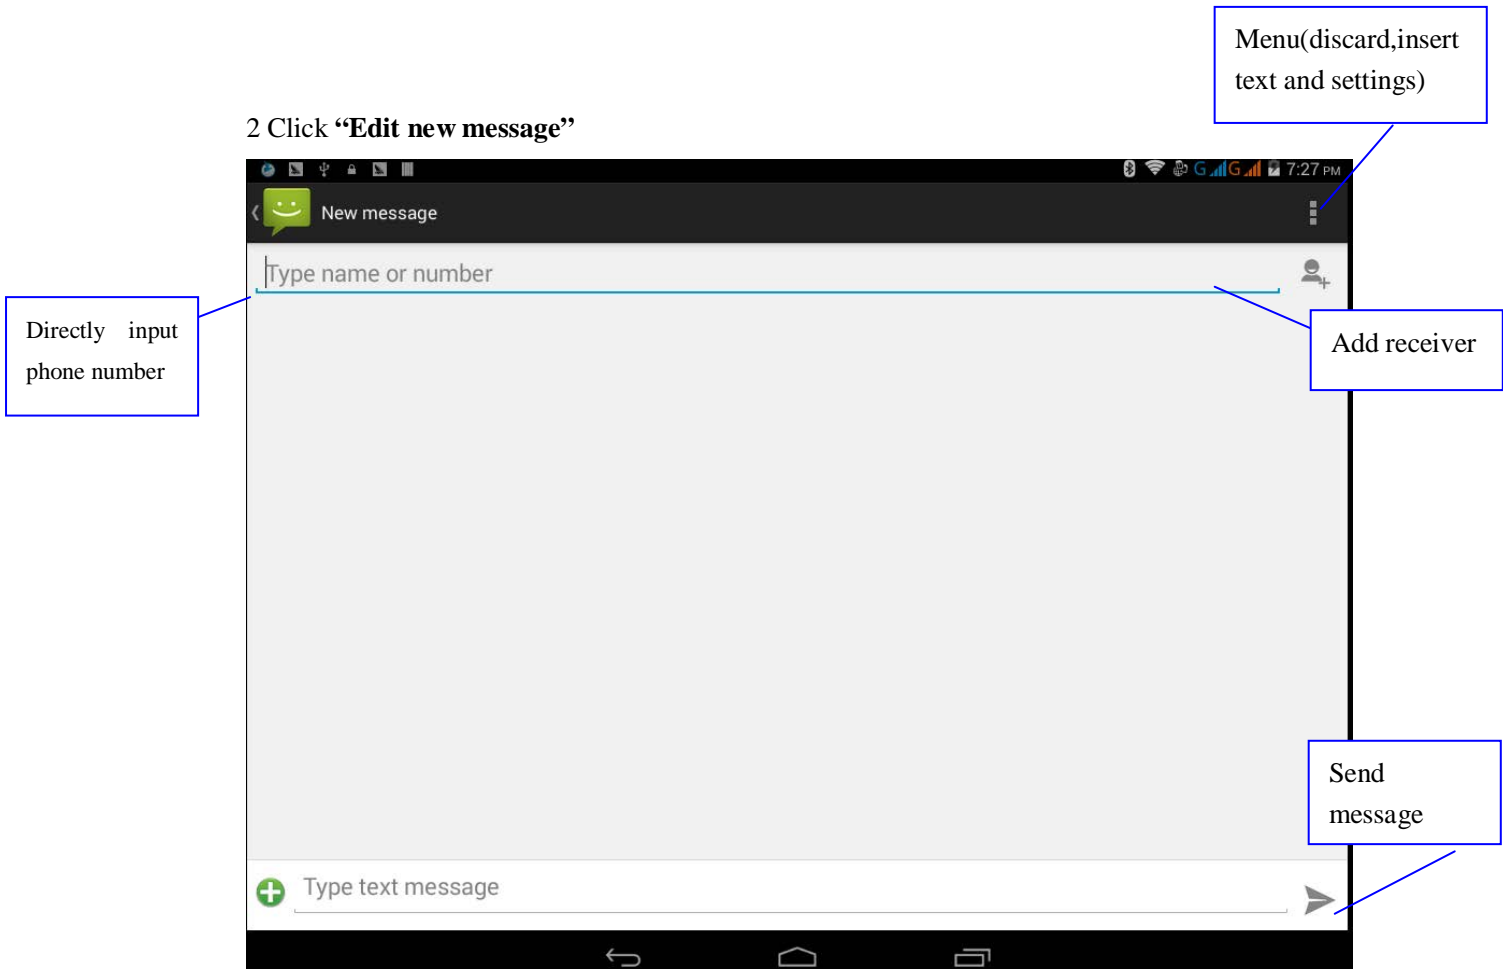 Menu(discard,insert
text and settings)
2 Click “Edit new message”
G G 7:27 PM
New message
Type name or number
Directly input
phone number
Add receiver
Send
message
Type text message